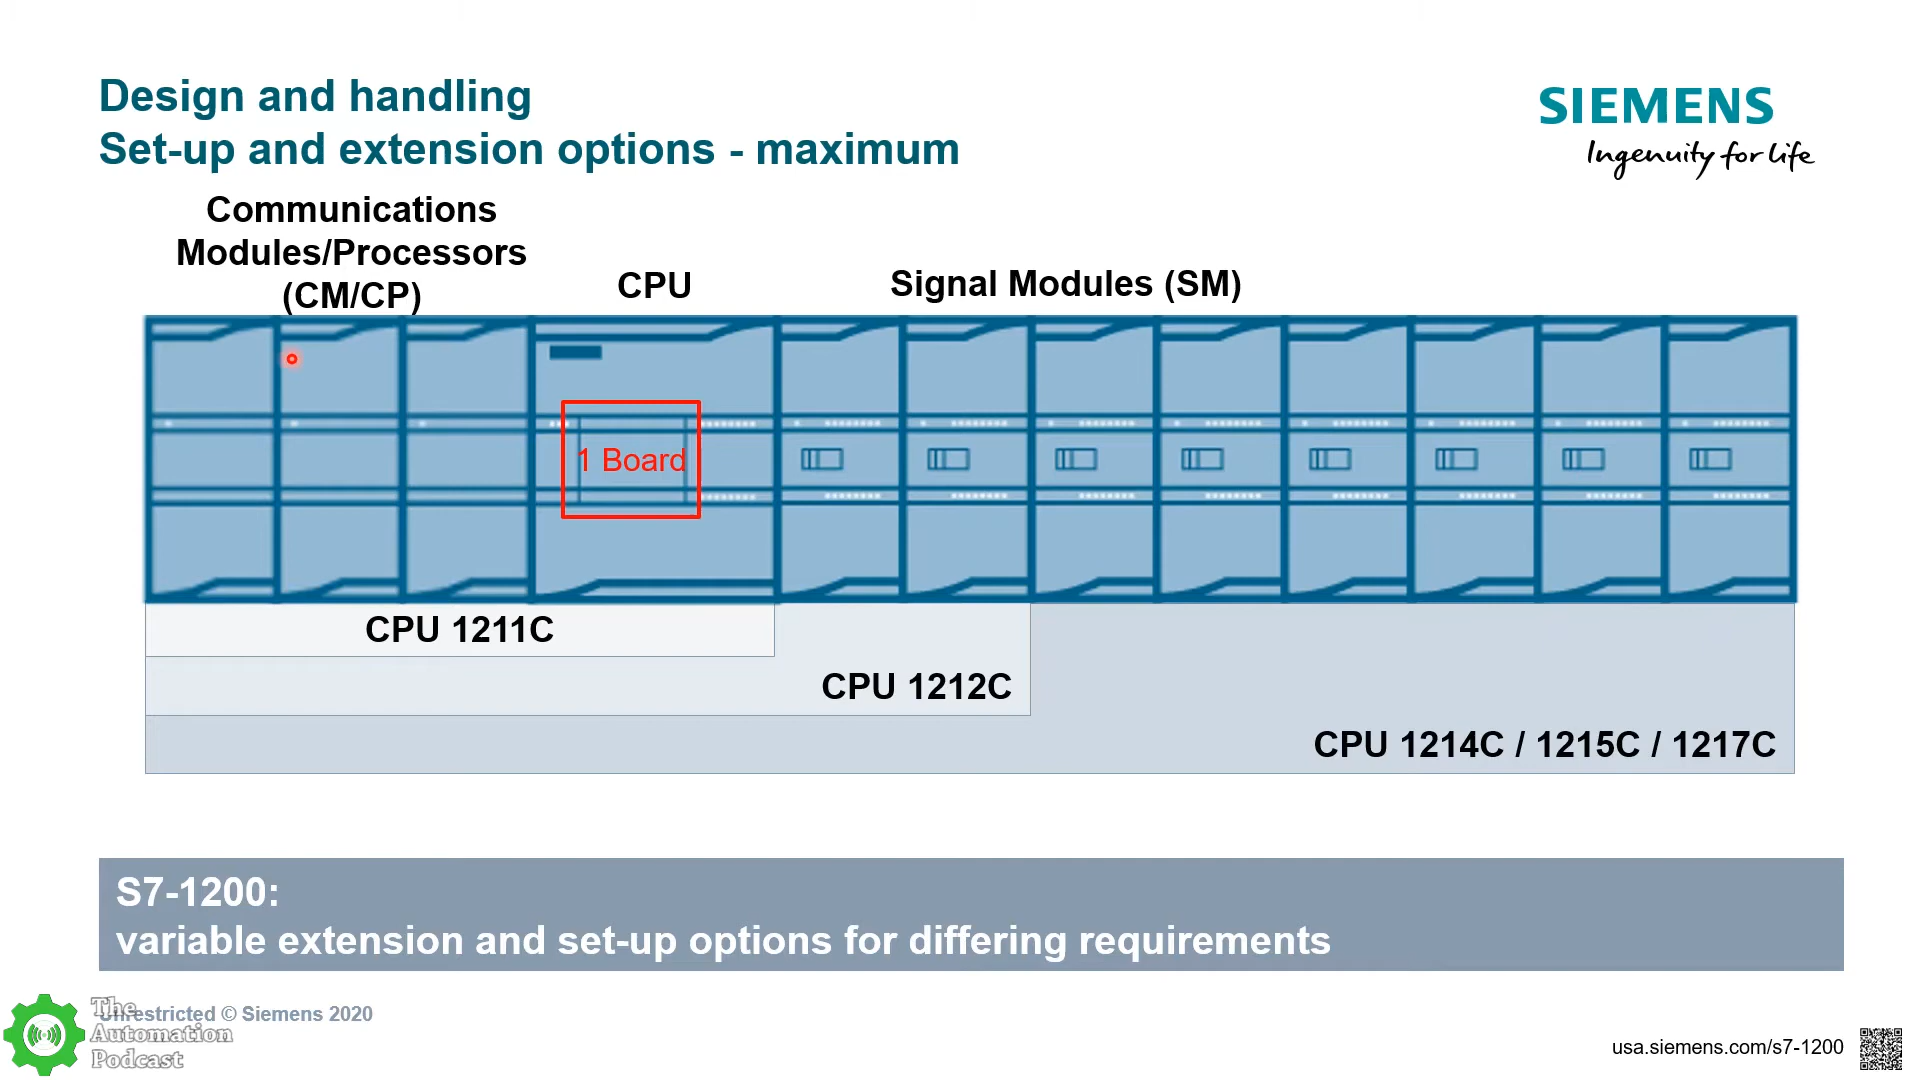 Design and handling
Set-up and extension options - maximum
SIEMENS
Ingenuity for life
Communications
Modules/Processors
(CM/CP)
CPU
Signal Modules (SM)
1 Board
CPU 1211C
CPU 1212C
CPU 1214C / 1215C / 1217C
S7-1200:
variable extension and set-up options for differing requirements
Unrestricted © Siemens 2020
The
Automation
Podcast
usa.siemens.com/s7-1200